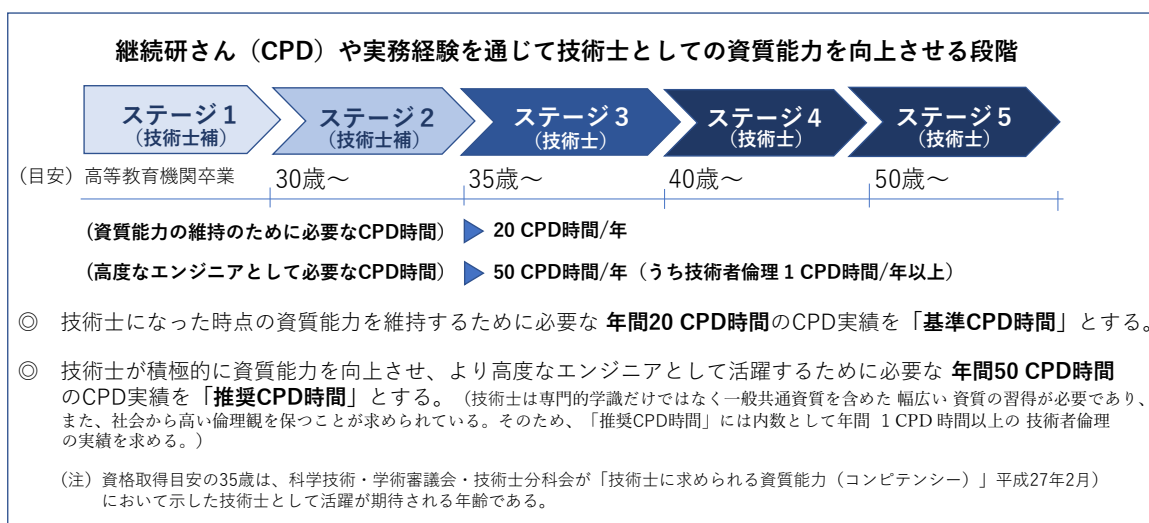 継続研さん（CPD）や実務経験を通じて技術士としての資質能力を向上させる段階
ステージ１ ステージ２ ステージ３ ステージ４ ステージ５
（技術士補） （技術士補） （技術士） （技術士） （技術士）
（目安）高等教育機関卒業 30歳～ 35歳～ 40歳～ 50歳～
(資質能力の維持のために必要なCPD時間) 20 CPD時間/年
(高度なエンジニアとして必要なCPD時間) 50 CPD時間/年（うち技術者倫理１CPD時間/年以上）
◎ 技術士になった時点の資質能力を維持するために必要な 年間20 CPD時間のCPD実績を「基準CPD時間」とする。
◎ 技術士が積極的に資質能力を向上させ、より高度なエンジニアとして活躍するために必要な 年間50 CPD時間
のCPD実績を「推奨CPD時間」とする。（技術士は専門的学識だけではなく一般共通資質を含めた 幅広い 資質の習得が必要であり、
また、社会から高い倫理観を保つことが求められている。そのため、「推奨CPD時間」には内数として年間 1 CPD 時間以上の 技術者倫理
の実績を求める。）
（注）資格取得目安の35歳は、科学技術・学術審議会・技術士分科会が「技術士に求められる資質能力（コンピテンシー）」平成27年2月）
において示した技術士として活躍が期待される年齢である。